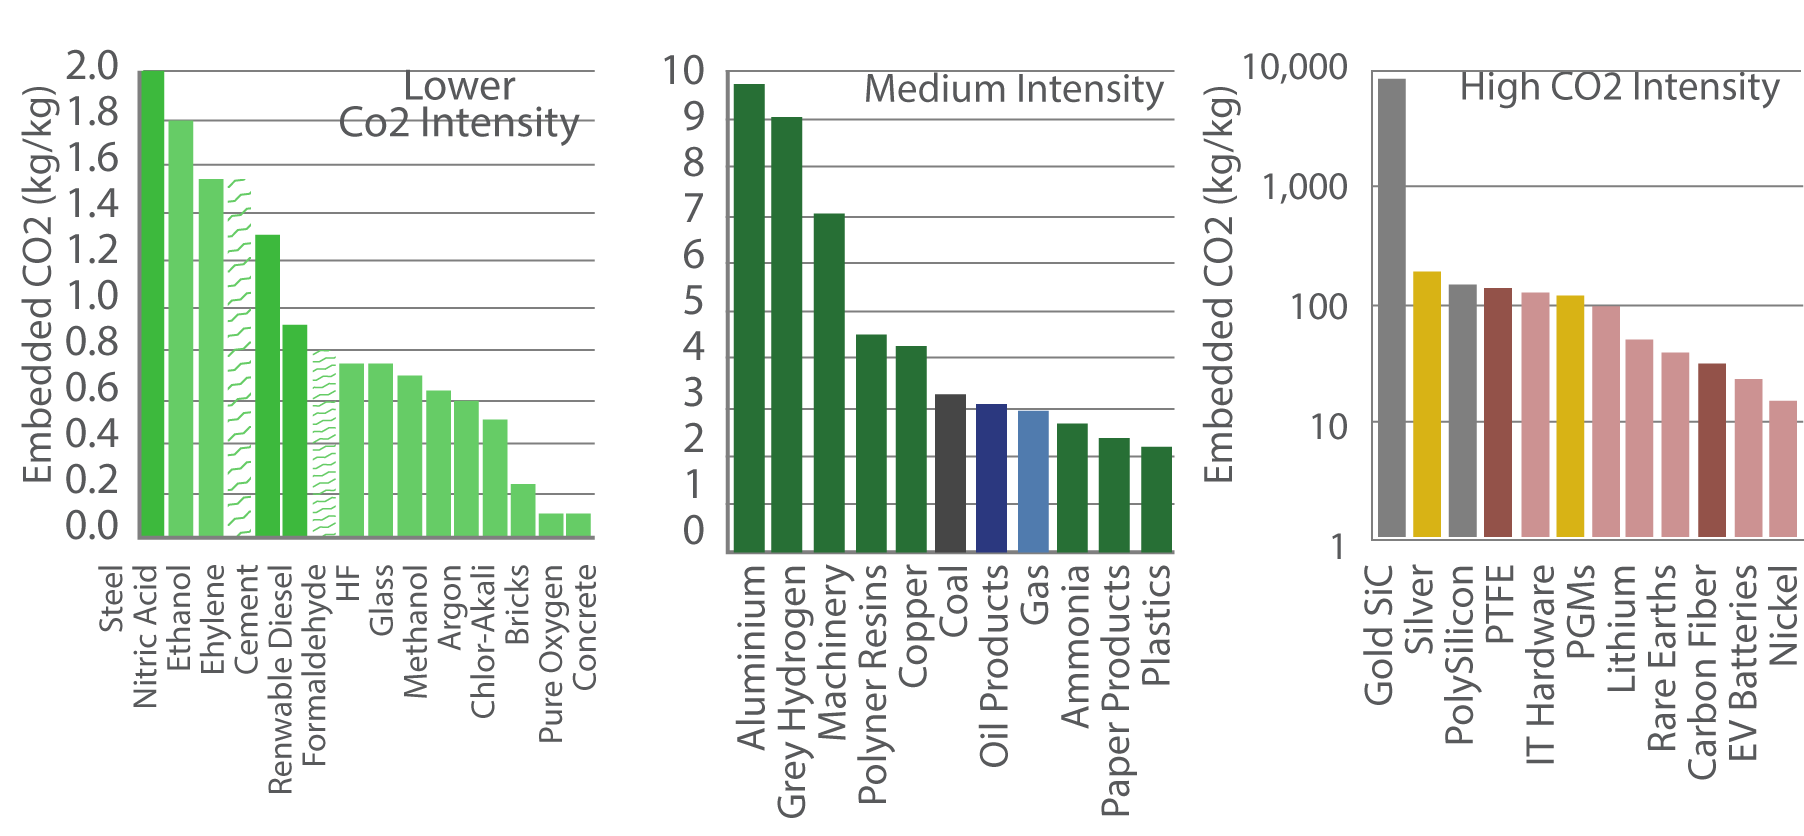 Lower
Co2 Intensity
Embedded CO2 (kg/kg)
2.0
1.8
1.6
1.4
1.2
1.0
0.8
0.6
0.4
0.2
0.0
Steel
Nitric Acid
Ethanol
Ehylene
Cement
Renwable Diesel
Formaldehyde
HF
Glass
Methanol
Argon
Chlor-Akali
Bricks
Pure Oxygen
Concrete
Medium Intensity
10
9
8
7
6
5
4
3
2
1
0
Aluminium
Grey Hydrogen
Machinery
Polyner Resins
Copper
Coal
Oil Products
Gas
Ammonia
Paper Products
Plastics
High CO2 Intensity
Embedded CO2 (kg/kg)
10,000
1,000
100
10
1
Gold SiC
Silver
PolySilicon
PTFE
IT Hardware
PGMs
Lithium
Rare Earths
Carbon Fiber
EV Batteries
Nickel